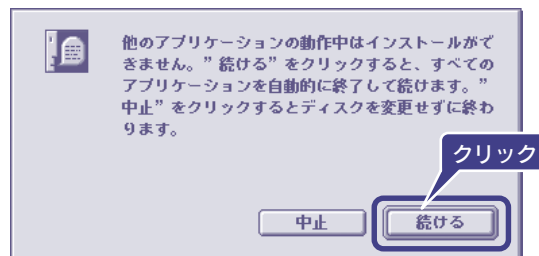 他のアプリケーションの動作中はインストールがで
きません。”続ける”をクリックすると、すべての
アプリケーションを自動的に終了して続けます。”
中止”をクリックするとディスクを変更せずに終わ
ります。
クリック
中止
続ける